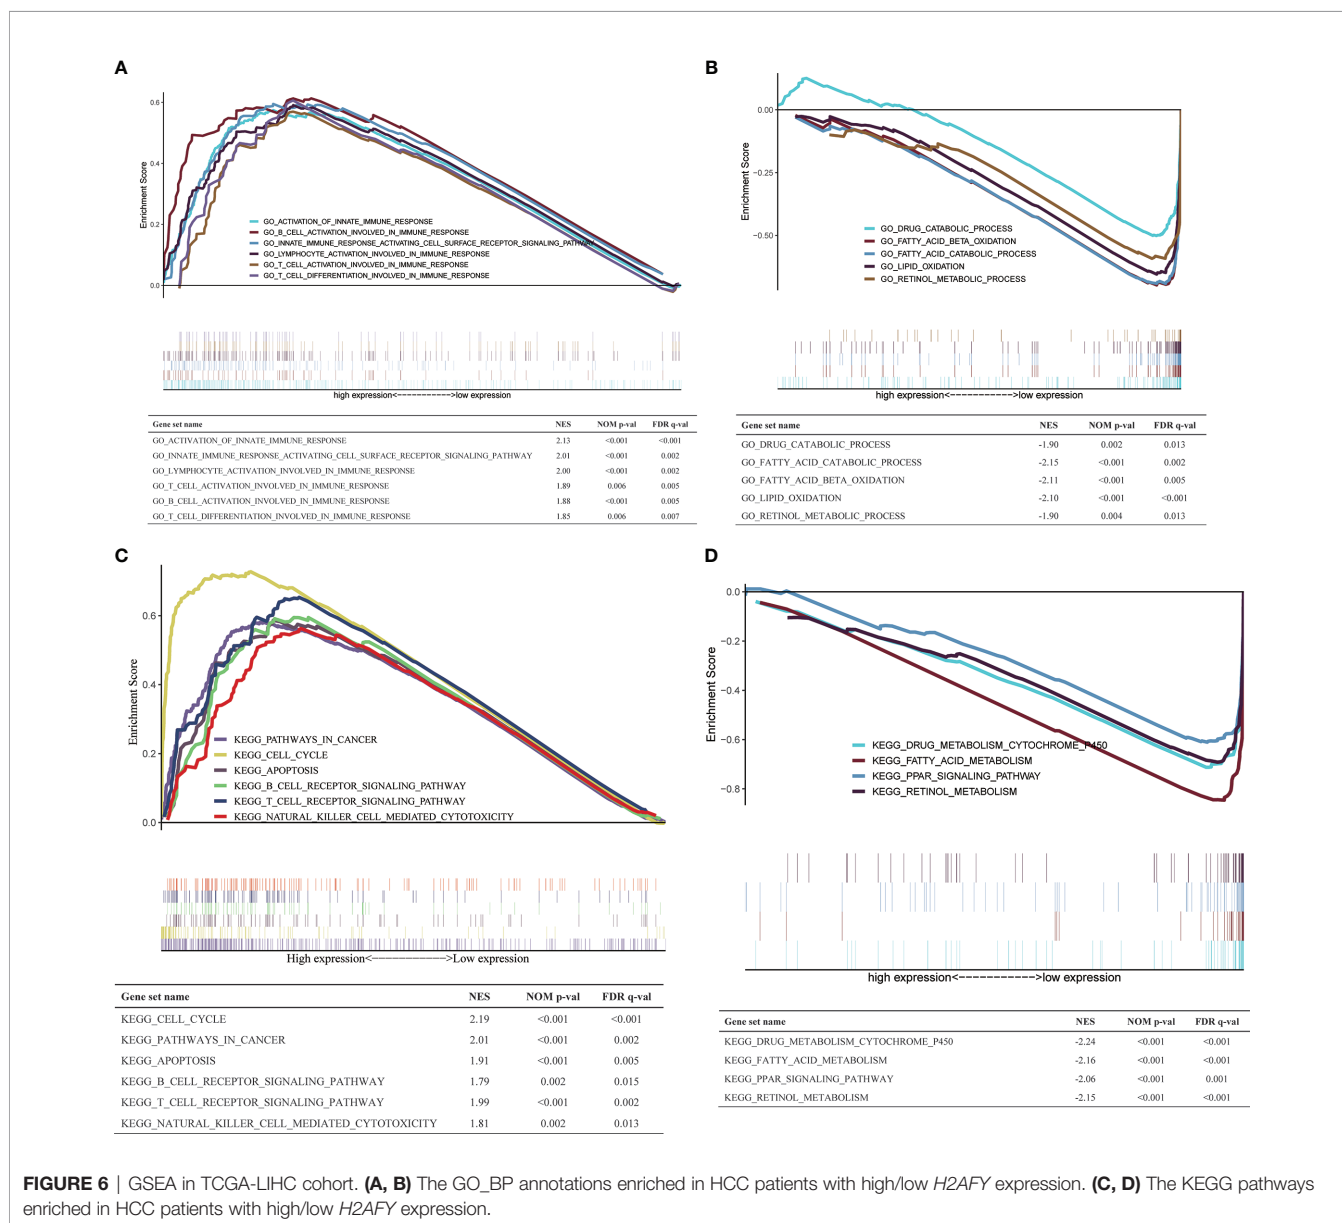 A
0.6
0.4
0.2
0.0
Enrichment Score
GO_ACTIVATION_OF_INNATE_IMMUNE_RESPONSE
GO_B_CELL_ACTIVATION_INVOLVED_IN_IMMUNE_RESPONSE
GO_INNATE_IMMUNE_RESPONSE_ACTIVATING_CELL_SURFACE_RECEPTOR_SIGNALING_PATHWAY
GO_LYMPHOCYTE_ACTIVATION_INVOLVED_IN_IMMUNE_RESPONSE
GO_T_CELL_ACTIVATION_INVOLVED_IN_IMMUNE_RESPONSE
GO_T_CELL_DIFFERENTIATION_INVOLVED_IN_IMMUNE_RESPONSE
high expression<----------->low expression
Gene set name NES NOM p-val FDR q-val
GO_ACTIVATION_OF_INNATE_IMMUNE_RESPONSE 2.13 <0.001 <0.001
GO_INNATE_IMMUNE_RESPONSE_ACTIVATING_CELL_SURFACE_RECEPTOR_SIGNALING_PATHWAY 2.01 <0.001 0.002
GO_LYMPHOCYTE_ACTIVATION_INVOLVED_IN_IMMUNE_RESPONSE 2.00 <0.001 0.002
GO_T_CELL_ACTIVATION_INVOLVED_IN_IMMUNE_RESPONSE 1.89 0.006 0.005
GO_B_CELL_ACTIVATION_INVOLVED_IN_IMMUNE_RESPONSE 1.88 <0.001 0.005
GO_T_CELL_DIFFERENTIATION_INVOLVED_IN_IMMUNE_RESPONSE 1.85 0.006 0.007
B
0.00
−0.25
−0.50
Enrichment Score
GO_DRUG_CATABOLIC_PROCESS
GO_FATTY_ACID_BETA_OXIDATION
GO_FATTY_ACID_CATABOLIC_PROCESS
GO_LIPID_OXIDATION
GO_RETINOL_METABOLIC_PROCESS
high expression<----------->low expression
Gene set name NES NOM p-val FDR q-val
GO_DRUG_CATABOLIC_PROCESS -1.90 0.002 0.013
GO_FATTY_ACID_CATABOLIC_PROCESS -2.15 <0.001 0.002
GO_FATTY_ACID_BETA_OXIDATION -2.11 <0.001 0.005
GO_LIPID_OXIDATION -2.10 <0.001 <0.001
GO_RETINOL_METABOLIC_PROCESS -1.90 0.004 0.013
C
0.6
0.4
0.2
0.0
Enrichment Score
KEGG_PATHWAYS_IN_CANCER
KEGG_CELL_CYCLE
KEGG_APOPTOSIS
KEGG_B_CELL_RECEPTOR_SIGNALING_PATHWAY
KEGG_T_CELL_RECEPTOR_SIGNALING_PATHWAY
KEGG_NATURAL_KILLER_CELL_MEDIATED_CYTOTOXICITY
High expression<----------->Low expression
Gene set name NES NOM p-val FDR q-val
KEGG_CELL_CYCLE 2.19 <0.001 <0.001
KEGG_PATHWAYS_IN_CANCER 2.01 <0.001 0.002
KEGG_APOPTOSIS 1.91 <0.001 0.005
KEGG_B_CELL_RECEPTOR_SIGNALING_PATHWAY 1.79 0.002 0.015
KEGG_T_CELL_RECEPTOR_SIGNALING_PATHWAY 1.99 <0.001 0.002
KEGG_NATURAL_KILLER_CELL_MEDIATED_CYTOTOXICITY 1.81 0.002 0.013
D
0.0
−0.2
−0.4
−0.6
−0.8
Enrichment Score
KEGG_DRUG_METABOLISM_CYTOCHROME_P450
KEGG_FATTY_ACID_METABOLISM
KEGG_PPAR_SIGNALING_PATHWAY
KEGG_RETINOL_METABOLISM
high expression<----------->low expression
Gene set name NES NOM p-val FDR q-val
KEGG_DRUG_METABOLISM_CYTOCHROME_P450 -2.24 <0.001 <0.001
KEGG_FATTY_ACID_METABOLISM -2.16 <0.001 <0.001
KEGG_PPAR_SIGNALING_PATHWAY -2.06 <0.001 0.001
KEGG_RETINOL_METABOLISM -2.15 <0.001 <0.001
FIGURE 6 | GSEA in TCGA-LIHC cohort. (A, B) The GO_BP annotations enriched in HCC patients with high/low H2AFY expression. (C, D) The KEGG pathways
enriched in HCC patients with high/low H2AFY expression.